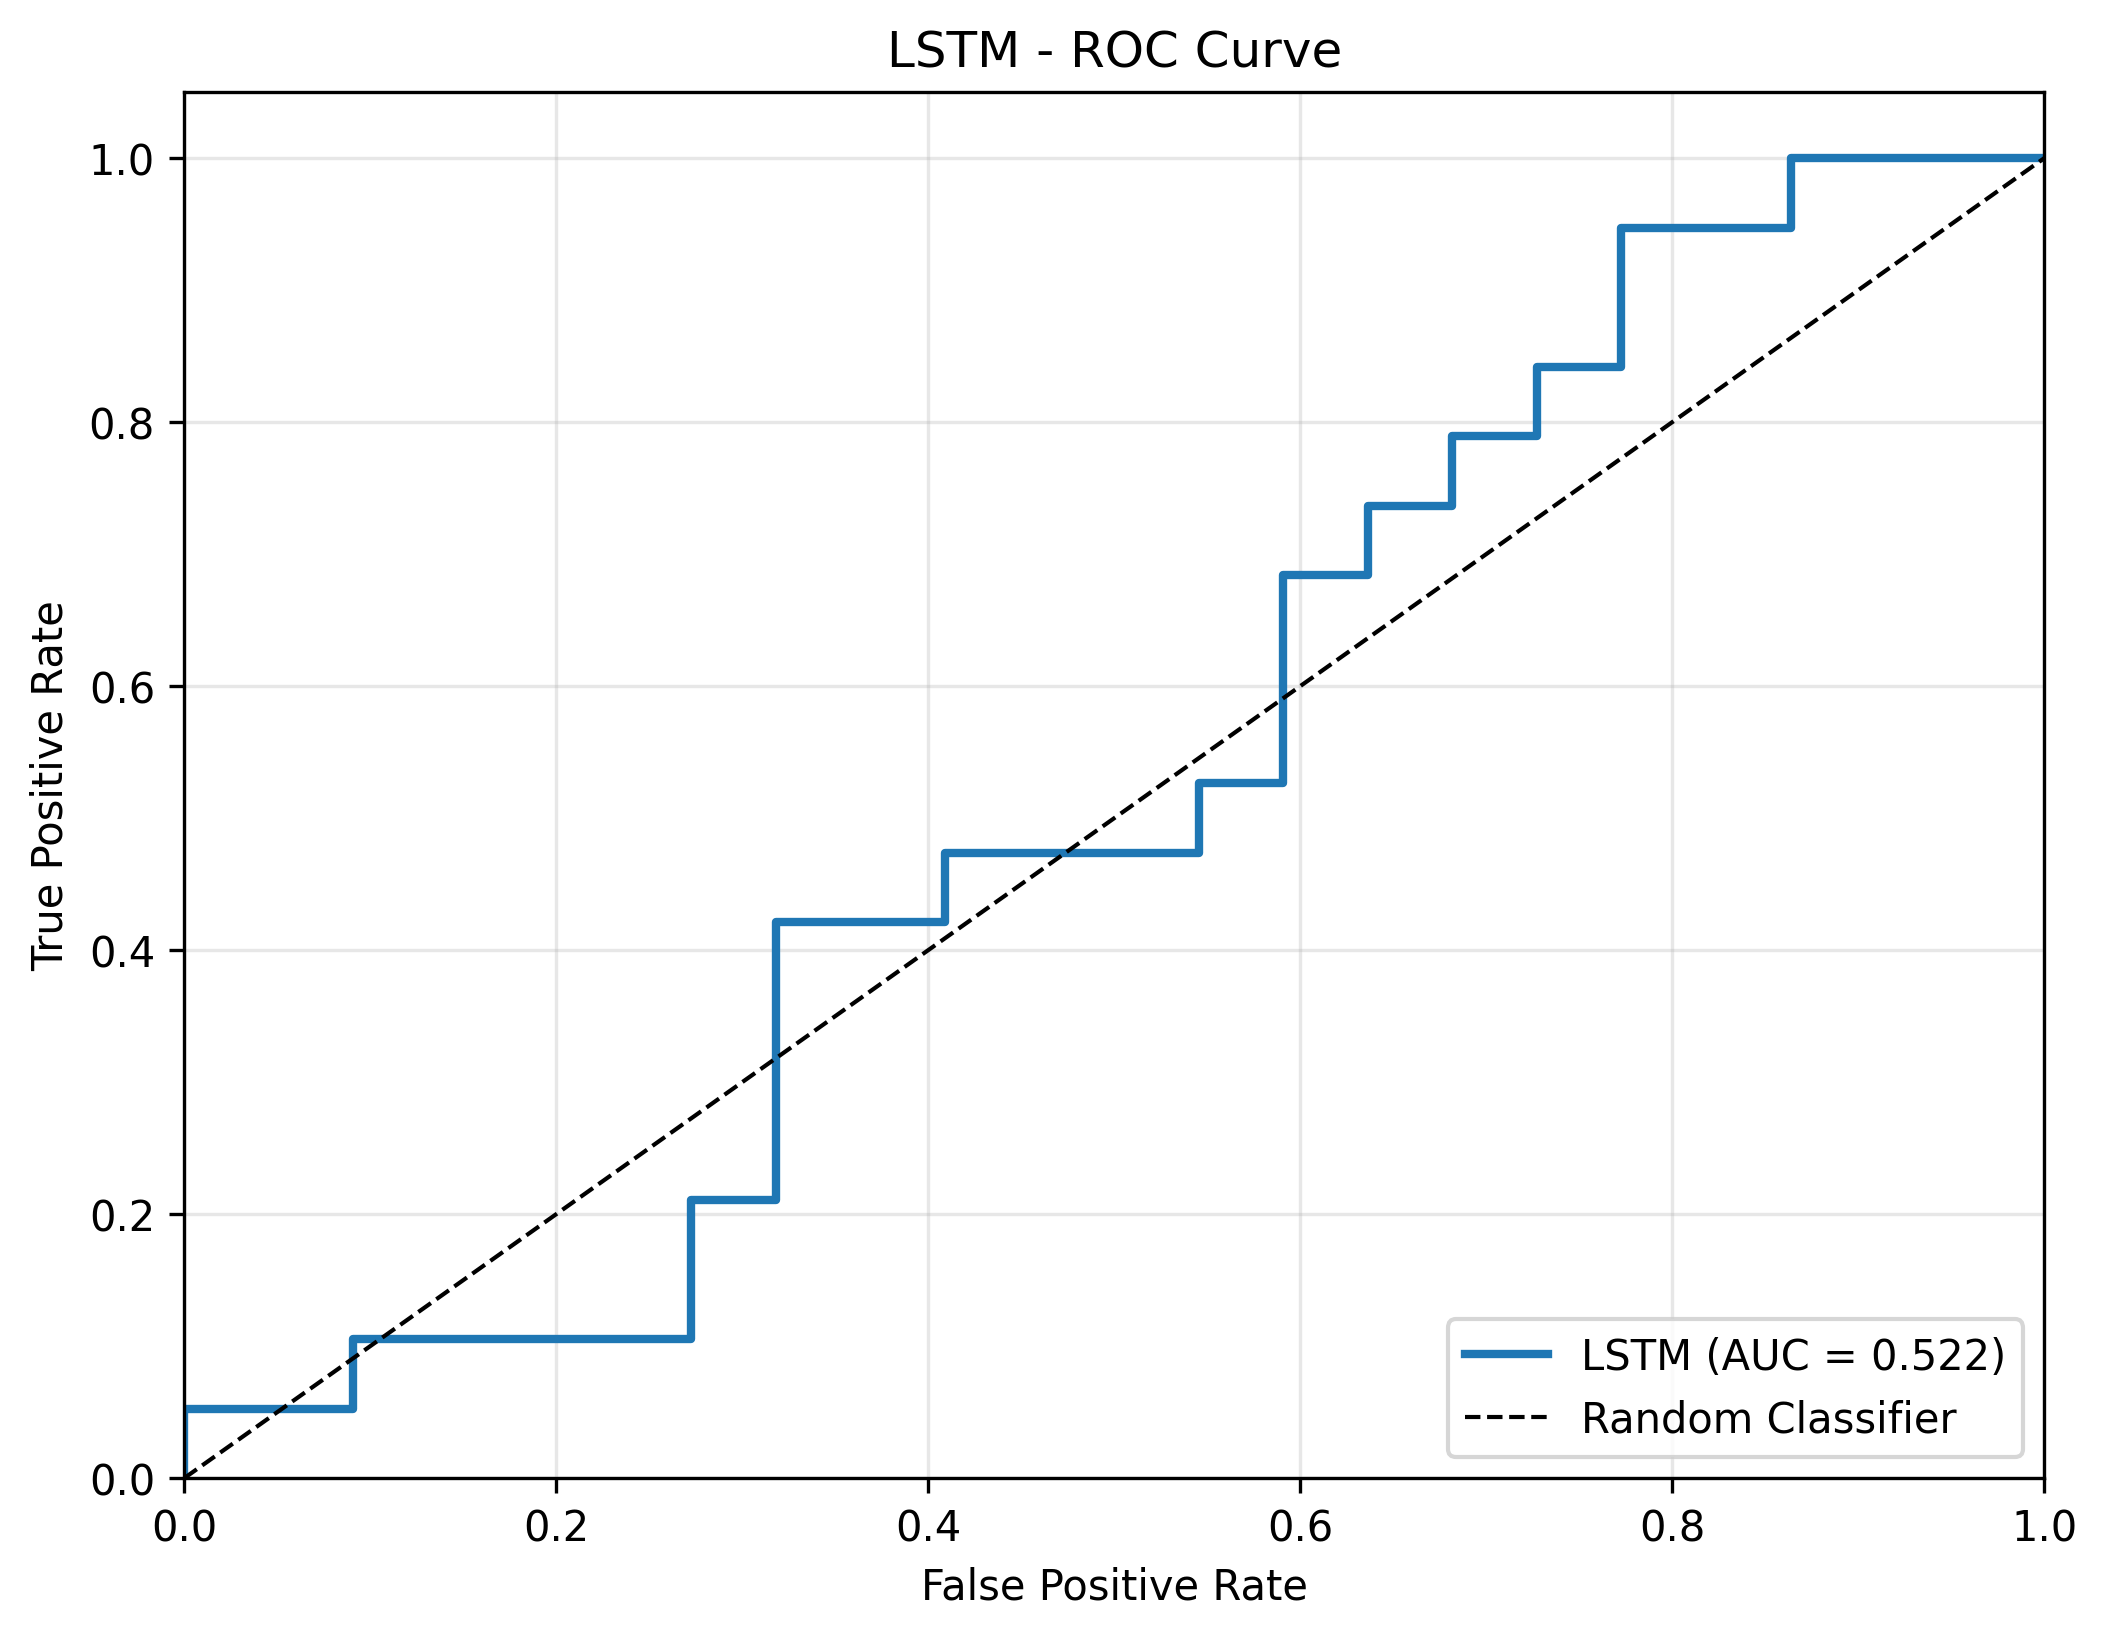 LSTM - ROC Curve
True Positive Rate
1.0
0.8
0.6
0.4
0.2
0.0
0.0 0.2 0.4 0.6 0.8 1.0
False Positive Rate
LSTM (AUC = 0.522)
Random Classifier